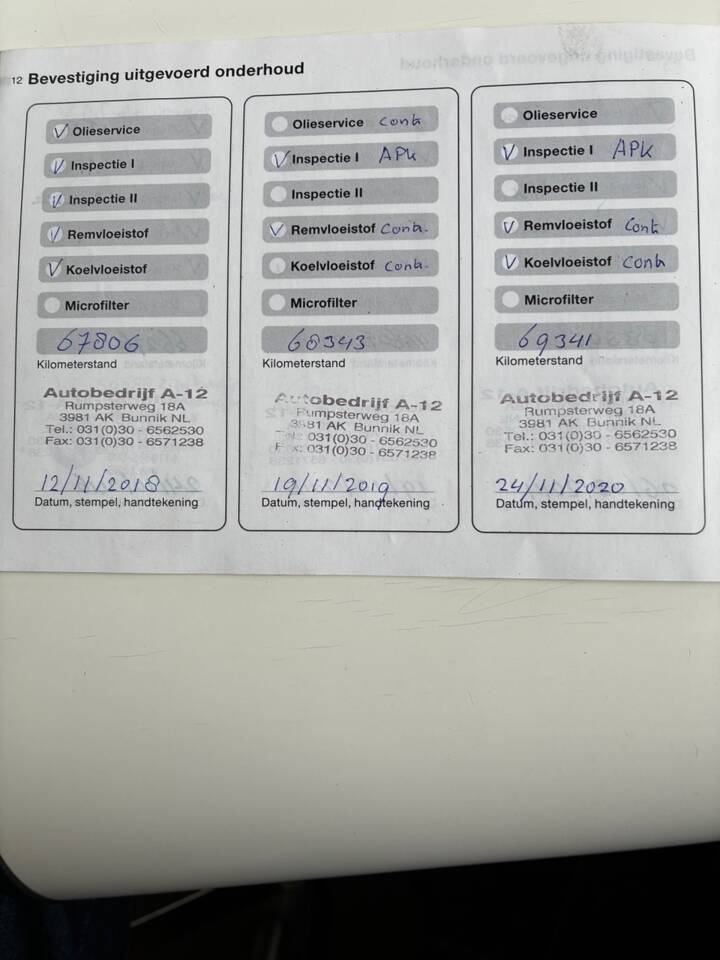 12 Bevestiging uitgevoerd onderhoud
Olieservice
Inspectie I
Inspectie II
Remvloeistof
Koelvloeistof
Microfilter
67806
Kilometerstand
Autobedrijf A-12
Rumpsterweg 18A
3981 AK Bunnik NL
Tel.: 031(0)30 - 6562530
Fax: 031(0)30 - 6571238
12/11/2018
Datum, stempel, handtekening
Olieservice Cont
Inspectie I APK
Inspectie II
Remvloeistof Cont.
Koelvloeistof Cont.
Microfilter
68343
Kilometerstand
Autobedrijf A-12
Rumpsterweg 18A
3981 AK Bunnik NL
Tel.: 031(0)30 - 6562530
Fax: 031(0)30 - 6571238
19/11/2019
Datum, stempel, handtekening
Olieservice
Inspectie I APK
Inspectie II
Remvloeistof Cont
Koelvloeistof Cont
Microfilter
69341
Kilometerstand
Autobedrijf A-12
Rumpsterweg 18A
3981 AK Bunnik NL
Tel.: 031(0)30 - 6562530
Fax: 031(0)30 - 6571238
24/11/2020
Datum, stempel, handtekening